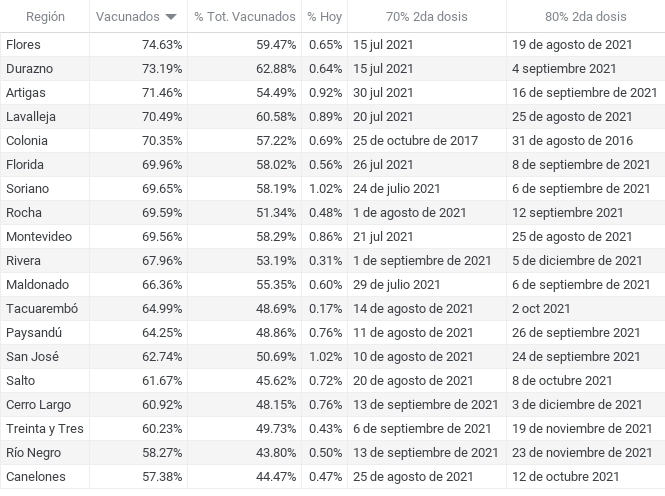 Región Vacunados % Tot. Vacunados % Hoy 70% 2da dosis 80% 2da dosis
Flores 74.63% 59.47% 0.65% 15 jul 2021 19 de agosto de 2021
Durazno 73.19% 62.88% 0.64% 15 jul 2021 4 septiembre 2021
Artigas 71.46% 54.49% 0.92% 30 jul 2021 16 de septiembre de 2021
Lavalleja 70.49% 60.58% 0.89% 20 jul 2021 25 de agosto de 2021
Colonia 70.35% 57.22% 0.69% 25 de octubre de 2017 31 de agosto de 2016
Florida 69.96% 58.02% 0.56% 26 jul 2021 8 de septiembre de 2021
Soriano 69.65% 58.19% 1.02% 24 de julio 2021 6 de septiembre de 2021
Rocha 69.59% 51.34% 0.48% 1 de agosto de 2021 12 septiembre 2021
Montevideo 69.56% 58.29% 0.86% 21 jul 2021 25 de agosto de 2021
Rivera 67.96% 53.19% 0.31% 1 de septiembre de 2021 5 de diciembre de 2021
Maldonado 66.36% 55.35% 0.60% 29 de julio 2021 6 de septiembre de 2021
Tacuarembó 64.99% 48.69% 0.17% 14 de agosto de 2021 2 oct 2021
Paysandú 64.25% 48.86% 0.76% 11 de agosto de 2021 26 de septiembre de 2021
San José 62.74% 50.69% 1.02% 10 de agosto de 2021 24 de septiembre de 2021
Salto 61.67% 45.62% 0.72% 20 de agosto de 2021 8 de octubre de 2021
Cerro Largo 60.92% 48.15% 0.76% 13 de septiembre de 2021 3 de diciembre de 2021
Treinta y Tres 60.23% 49.73% 0.43% 6 de septiembre de 2021 19 de noviembre de 2021
Río Negro 58.27% 43.80% 0.50% 13 de septiembre de 2021 23 de noviembre de 2021
Canelones 57.38% 44.47% 0.47% 25 de agosto de 2021 12 de octubre de 2021